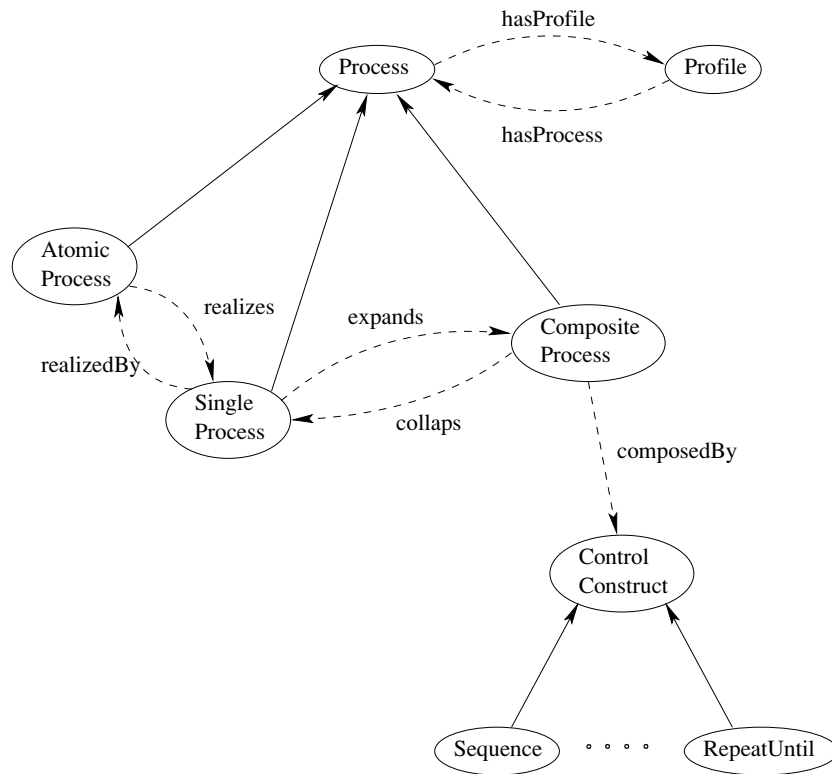 hasProfile
Process
Profile
hasProcess
Atomic
Process
realizes
expands
Composite
Process
realizedBy
Single
Process
collaps
composedBy
Control
Construct
Sequence
RepeatUntil